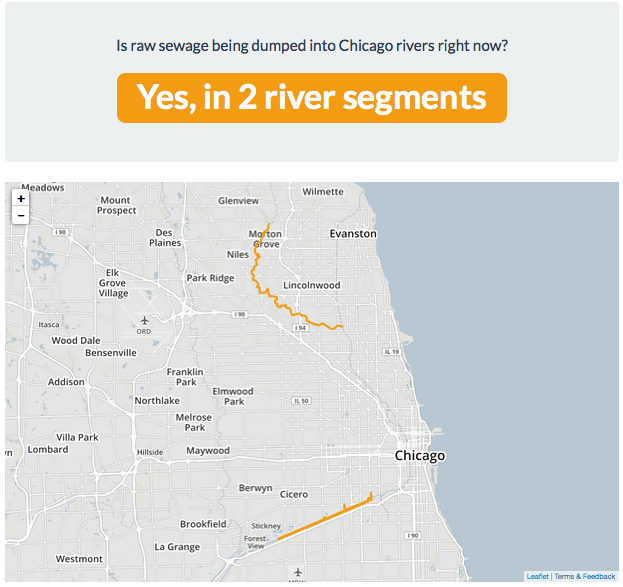 Is raw sewage being dumped into Chicago rivers right now?
Yes, in 2 river segments
+
−
Meadows
Mount
Prospect
Glenview
Wilmette
I 90
Des
Plaines
Morton
Grove
Evanston
Niles
Elk
Grove
Village
Park Ridge
Lincolnwood
Itasca
ORD
I 90
I 94
Wood Dale
Bensenville
IL 19
Franklin
Park
Addison
Elmwood
Park
Northlake
IL 50
Melrose
Park
Villa Park
Lombard
Hillside
Maywood
Chicago
Berwyn
Cicero
Brookfield
Stickney
Forest
View
La Grange
I 90
Westmont
Leaflet | Terms & Feedback